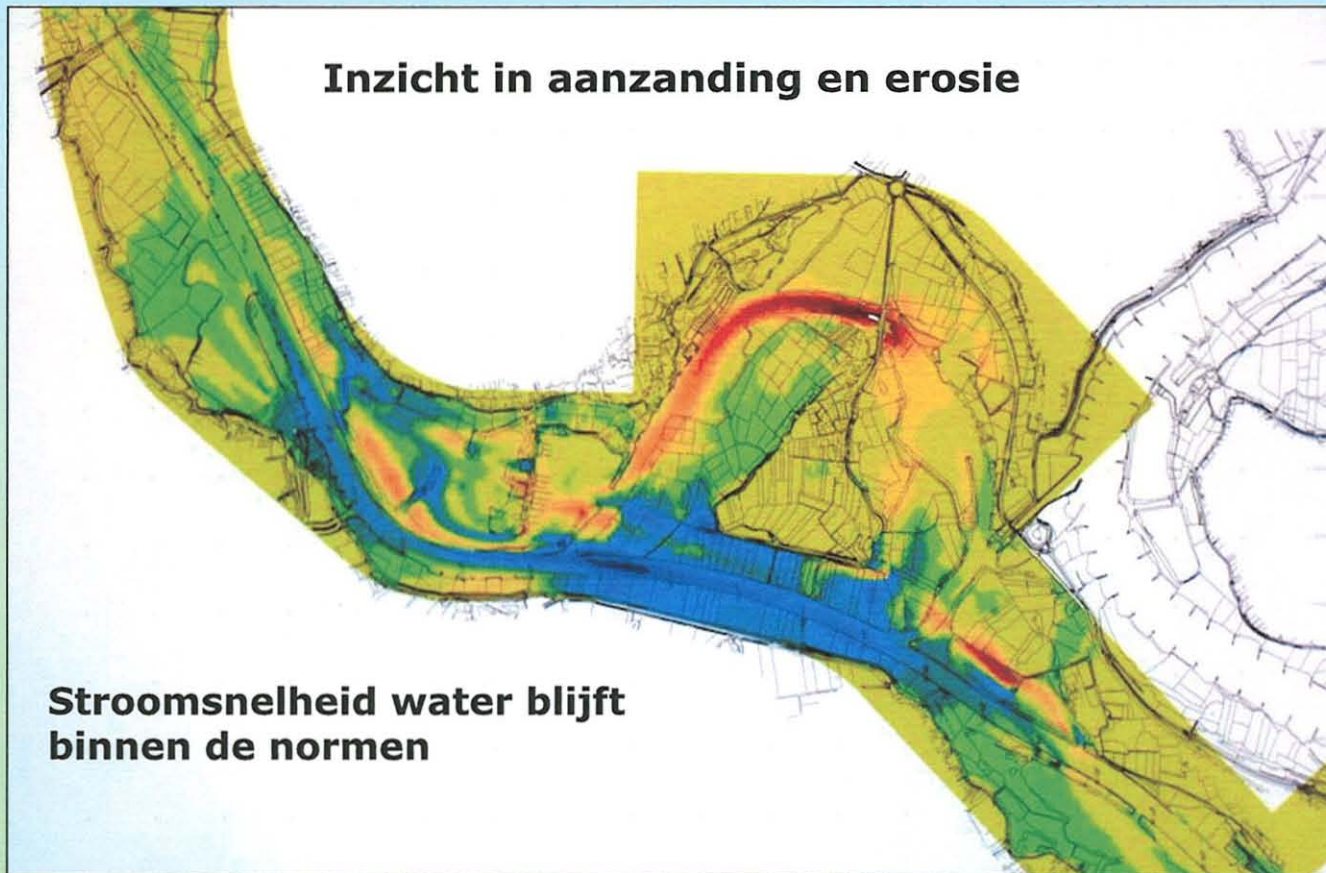 Inzicht in aanzanding en erosie
Stroomsnelheid water blijft
binnen de normen